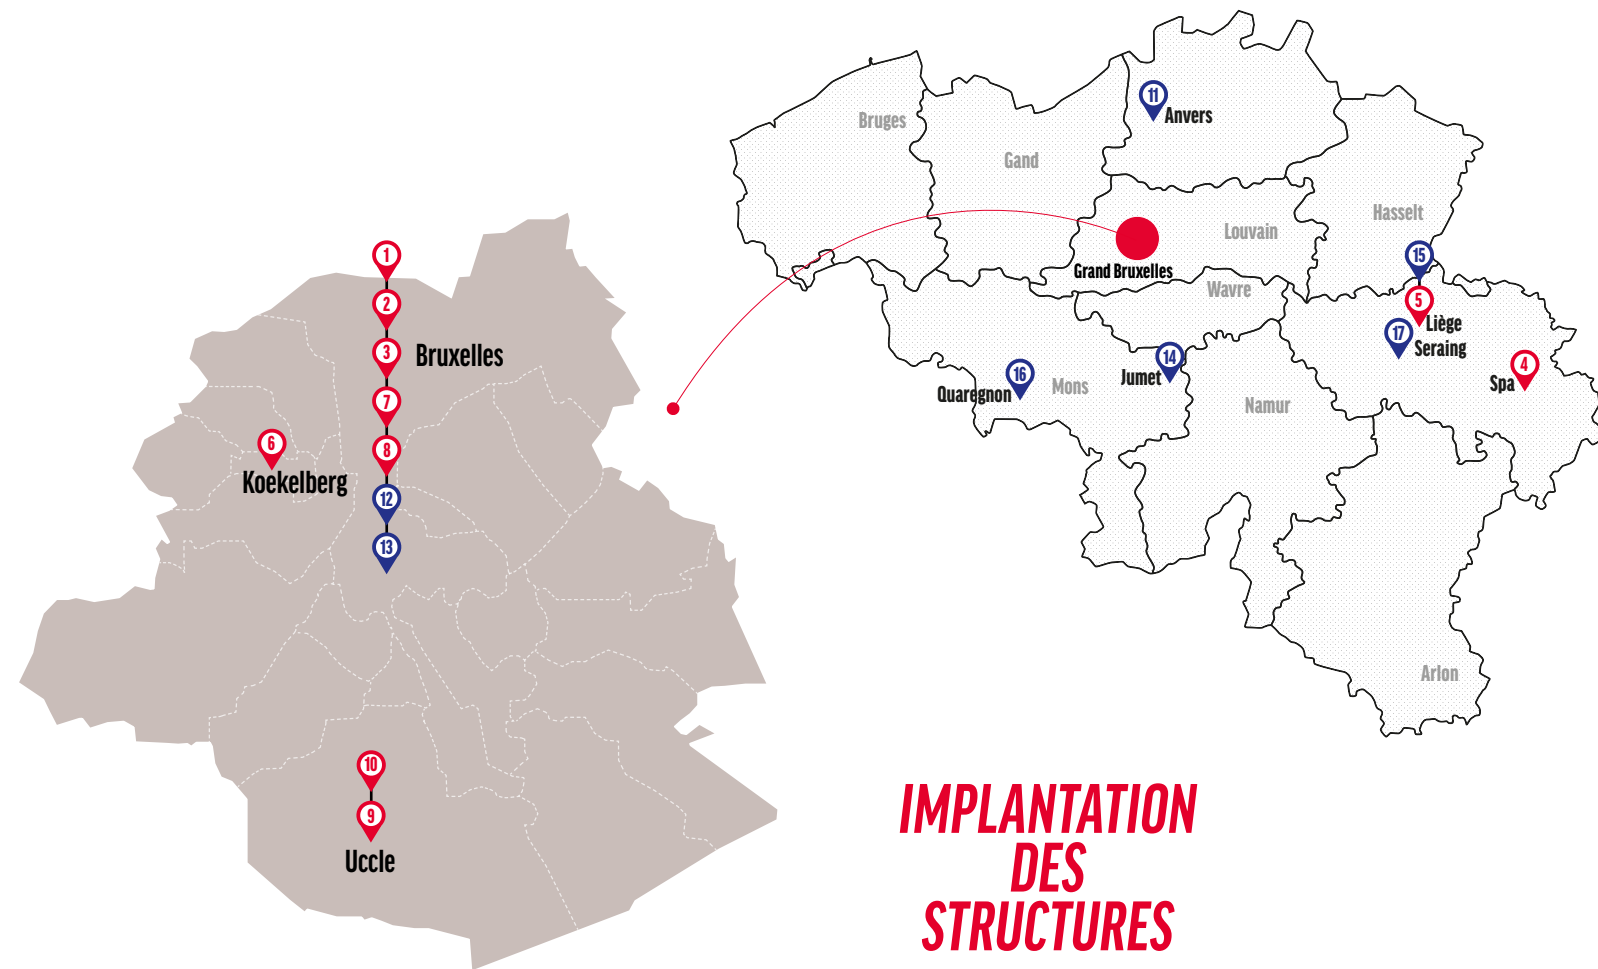 1
2
3
Bruxelles
7
6
8
Koekelberg
12
13
10
9
Uccle
11
Anvers
Bruges
Gand
Hasselt
Louvain
15
Grand Bruxelles
Wavre
5
Liège
17
Seraing
14
Jumet
4
Spa
16
Quaregnon
Mons
Namur
Arlon
IMPLANTATION
DES
STRUCTURES